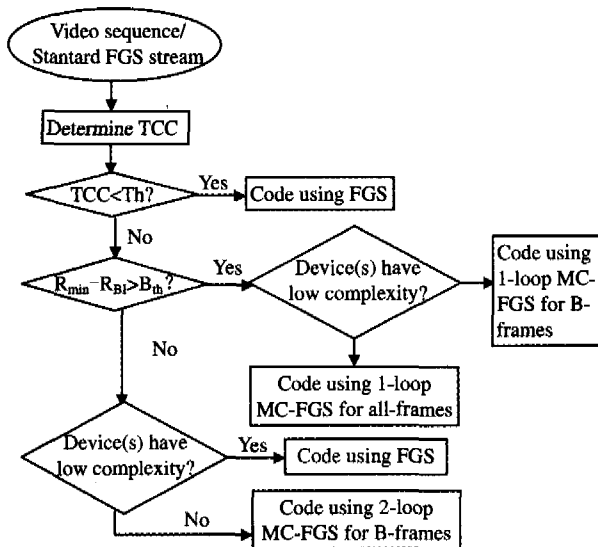 Video sequence/
Stantard FGS stream
Determine TCC
TCC<Th?
Yes
Code using FGS
No
R_min–R_Bl>B_th?
Yes
Device(s) have
low complexity?
Code using
1-loop MC-
FGS for B-
frames
No
Code using 1-loop
MC-FGS for all-frames
Device(s) have
low complexity?
Yes
Code using FGS
No
Code using 2-loop
MC-FGS for B-frames